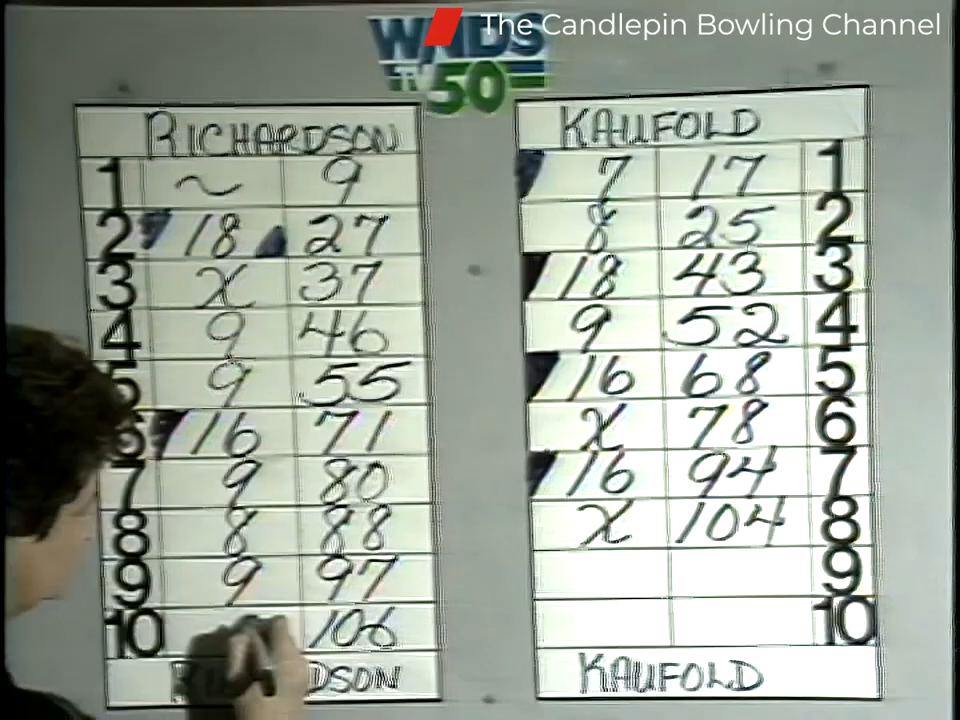 The Candlepin Bowling Channel
WNDS
TV 50
RICHARDSON
1 ~ 9
2 18 27
3 X 37
4 9 46
5 9 55
6 16 71
7 9 80
8 8 88
9 9 97
10 106
DSON
KAUFOLD
7 17 1
8 25 2
18 43 3
9 52 4
16 68 5
X 78 6
16 94 7
X 104 8
9
10
KAUFOLD